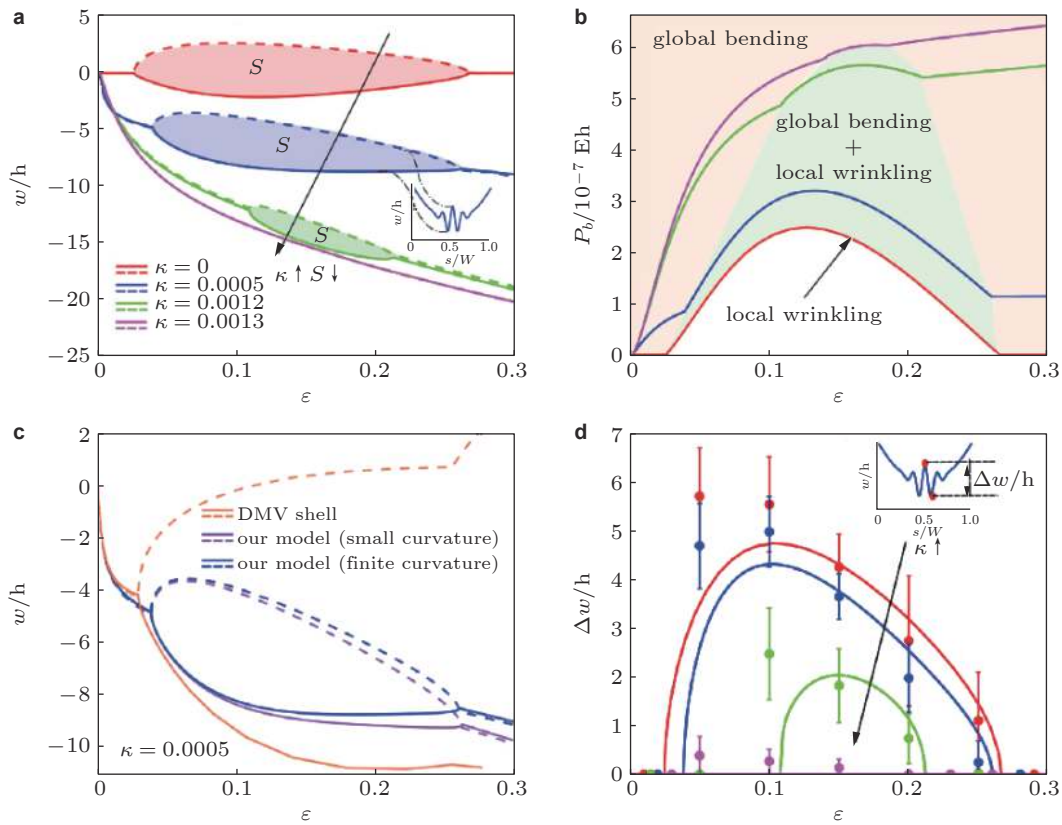 a
5
0
−5
−10
−15
−20
−25
w/h
S
S
S
κ ↑ S ↓
κ = 0
κ = 0.0005
κ = 0.0012
κ = 0.0013
w/h
0 0.5 1.0
s/W
0 0.1 0.2 0.3
ε
b
6
5
4
3
2
1
0
P_b/10⁻⁷ Eh
global bending
global bending
+
local wrinkling
local wrinkling
0 0.1 0.2 0.3
ε
c
4
2
0
−2
−4
−6
−8
−10
w/h
DMV shell
our model (small curvature)
our model (finite curvature)
κ = 0.0005
0 0.1 0.2 0.3
ε
d
7
6
5
4
3
2
1
0
Δw/h
w/h
Δw/h
0 0.5 1.0
s/W
κ ↑
0 0.1 0.2 0.3
ε